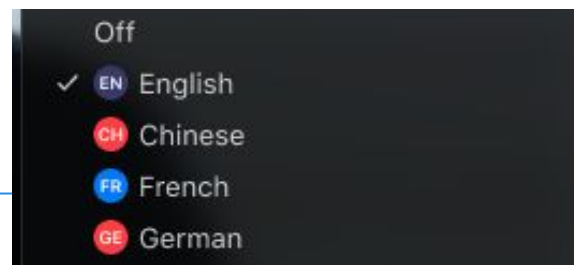 Off
EN English
CH Chinese
FR French
GE German